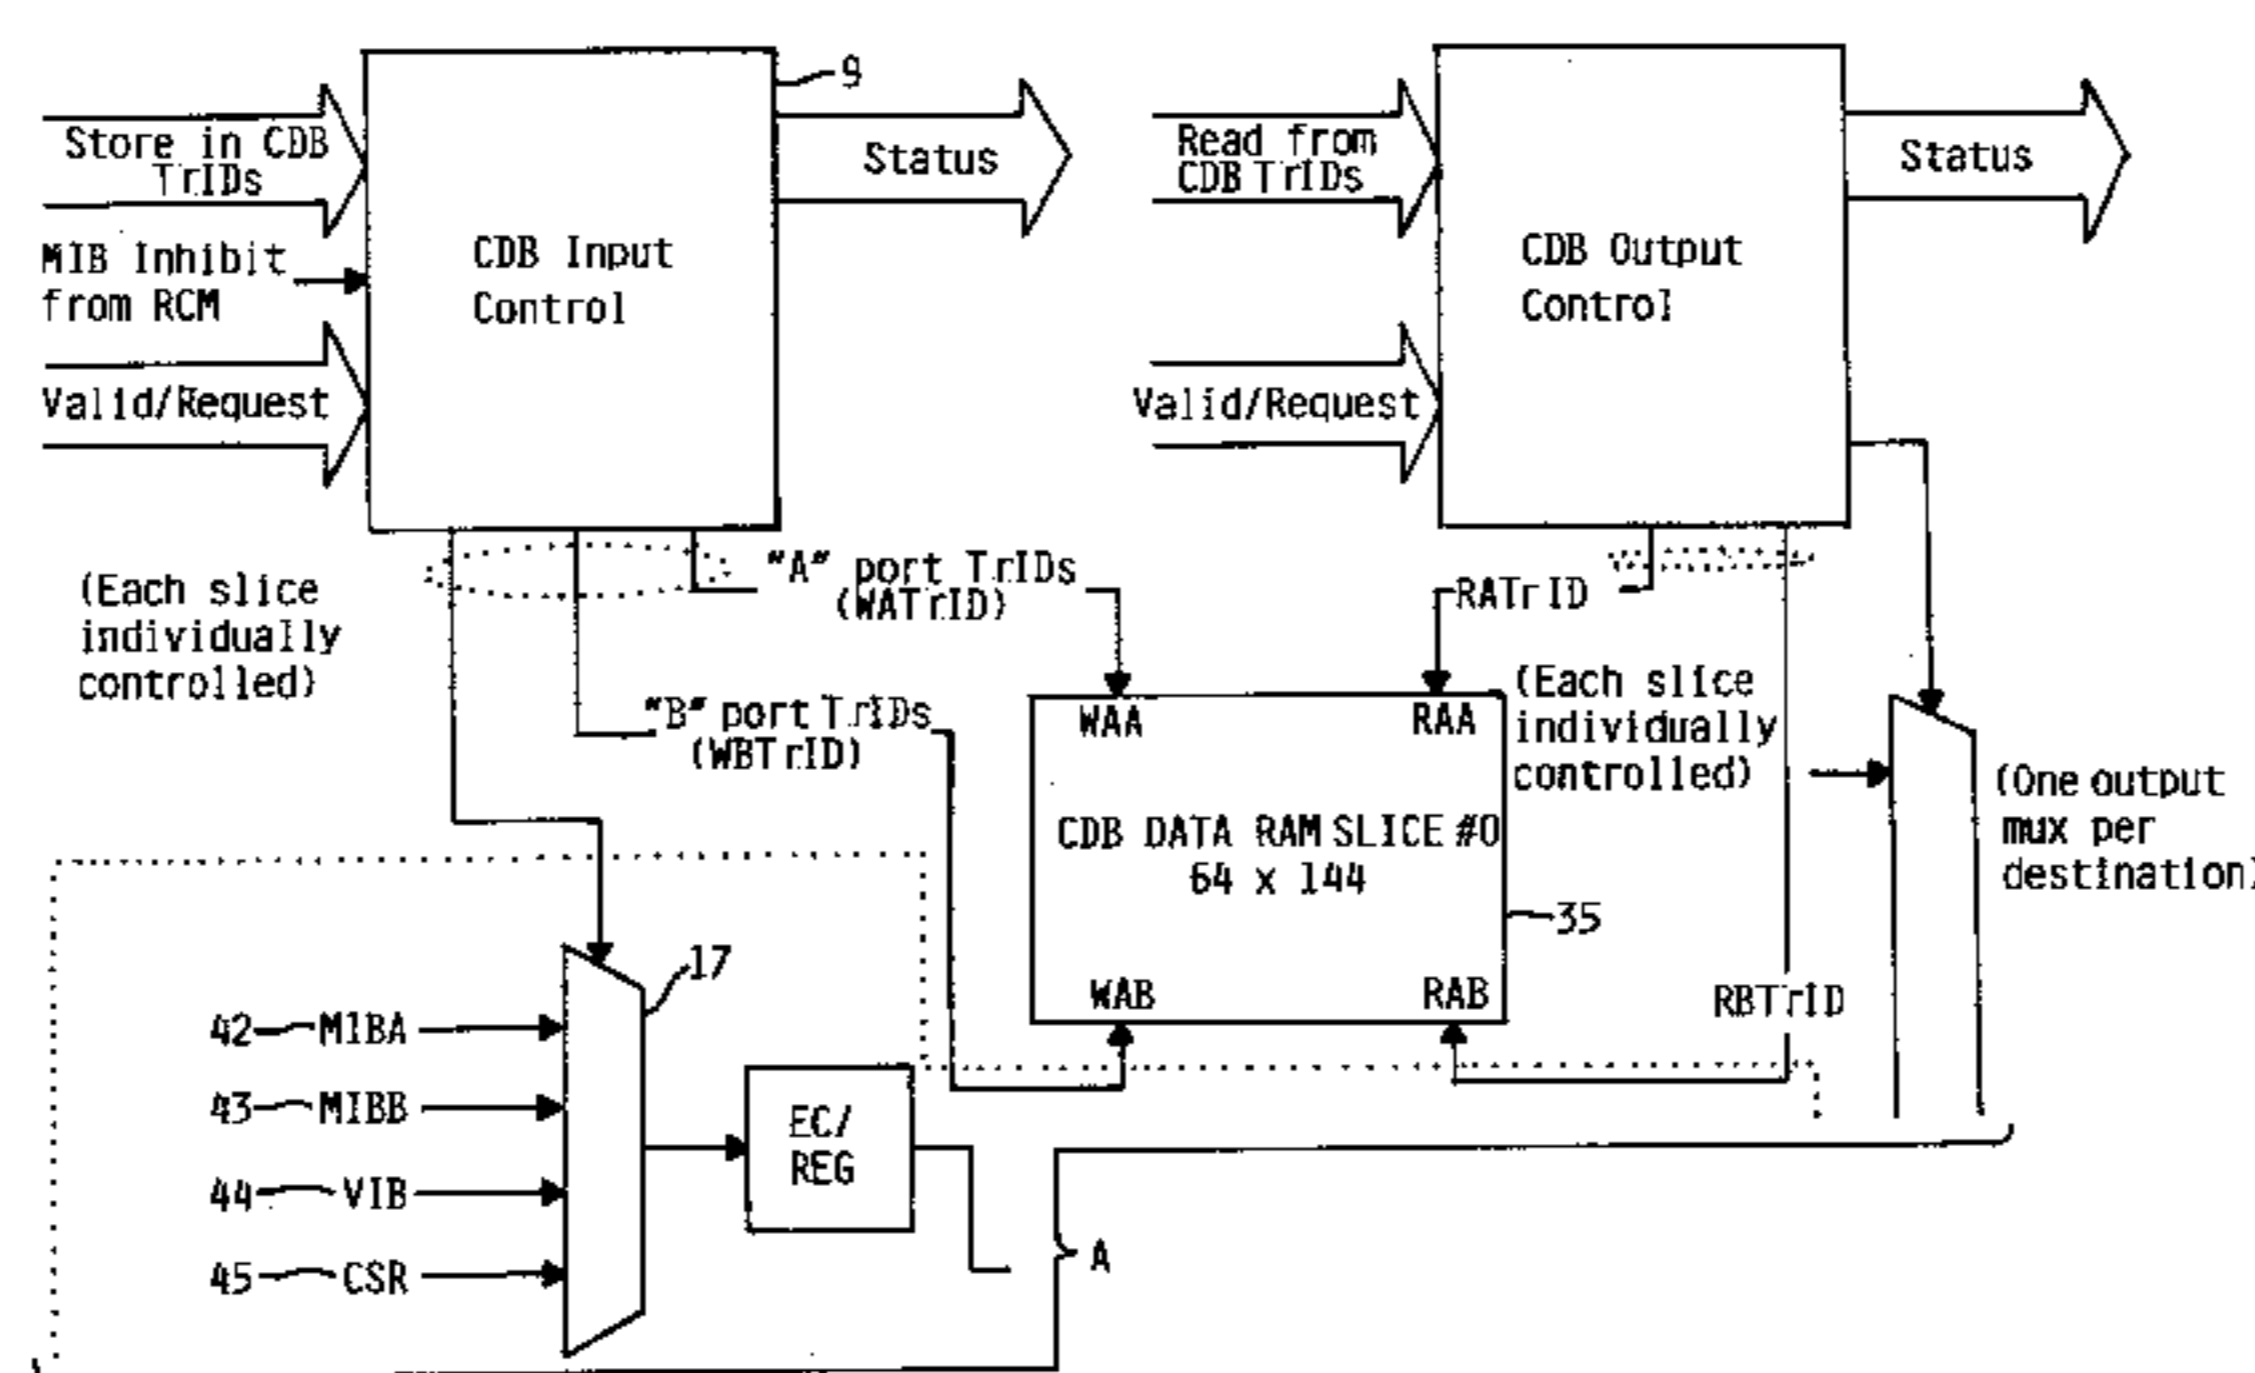 9
Store in CDB
TrIDs
MIB Inhibit
from RCM
Valid/Request
CDB Input
Control
Status
Read from
CDB TrIDs
Valid/Request
CDB Output
Control
Status
(Each slice
individually
controlled)
"A" port TrIDs
(WATrID)
"B" port TrIDs
(WBTrID)
RATrID
(Each slice
individually
controlled)
WAA
RAA
CDB DATA RAM SLICE #0
64 x 144
35
WAB
RAB
RBTrID
(One output
mux per
destination)
17
42 MIBA
43 MIBB
44 VIB
45 CSR
EC/
REG
A